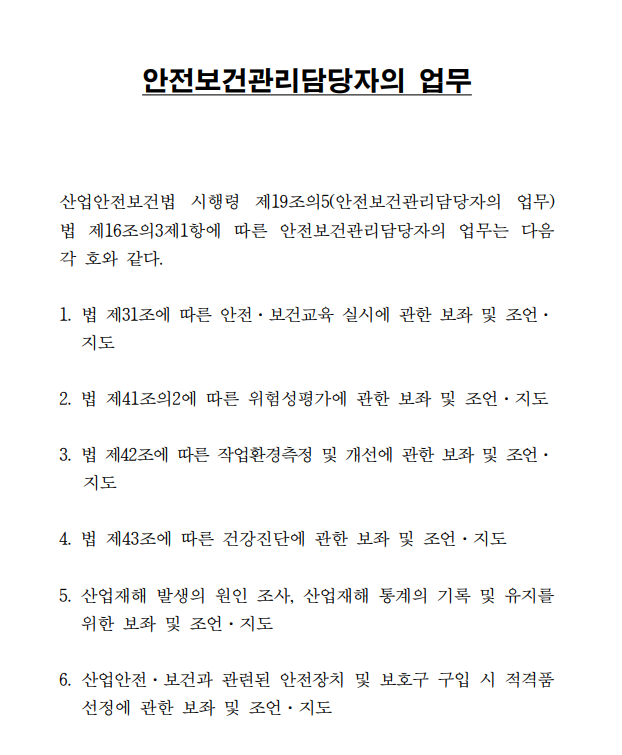 안전보건관리담당자의 업무
산업안전보건법 시행령 제19조의5(안전보건관리담당자의 업무)
법 제16조의3제1항에 따른 안전보건관리담당자의 업무는 다음
각 호와 같다.
1. 법 제31조에 따른 안전·보건교육 실시에 관한 보좌 및 조언·
지도
2. 법 제41조의2에 따른 위험성평가에 관한 보좌 및 조언·지도
3. 법 제42조에 따른 작업환경측정 및 개선에 관한 보좌 및 조언·
지도
4. 법 제43조에 따른 건강진단에 관한 보좌 및 조언·지도
5. 산업재해 발생의 원인 조사, 산업재해 통계의 기록 및 유지를
위한 보좌 및 조언·지도
6. 산업안전·보건과 관련된 안전장치 및 보호구 구입 시 적격품
선정에 관한 보좌 및 조언·지도